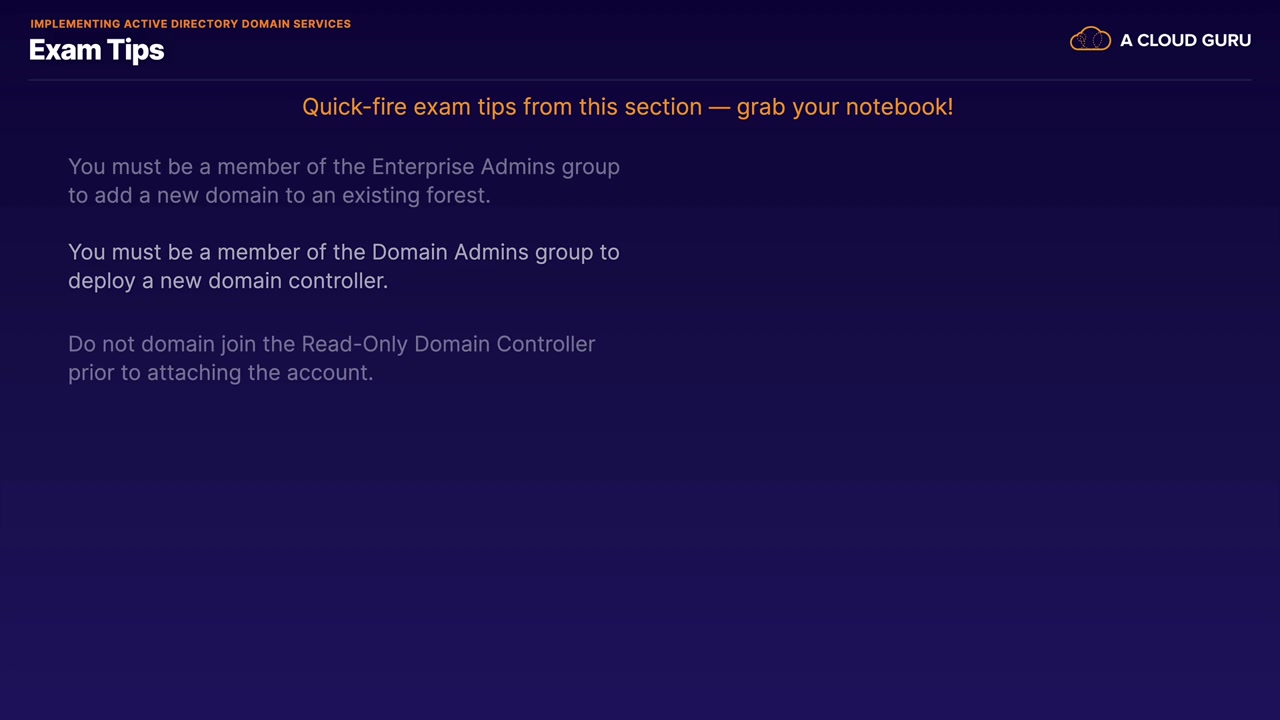 IMPLEMENTING ACTIVE DIRECTORY DOMAIN SERVICES
Exam Tips
A CLOUD GURU
Quick-fire exam tips from this section — grab your notebook!
You must be a member of the Enterprise Admins group
to add a new domain to an existing forest.
You must be a member of the Domain Admins group to
deploy a new domain controller.
Do not domain join the Read-Only Domain Controller
prior to attaching the account.